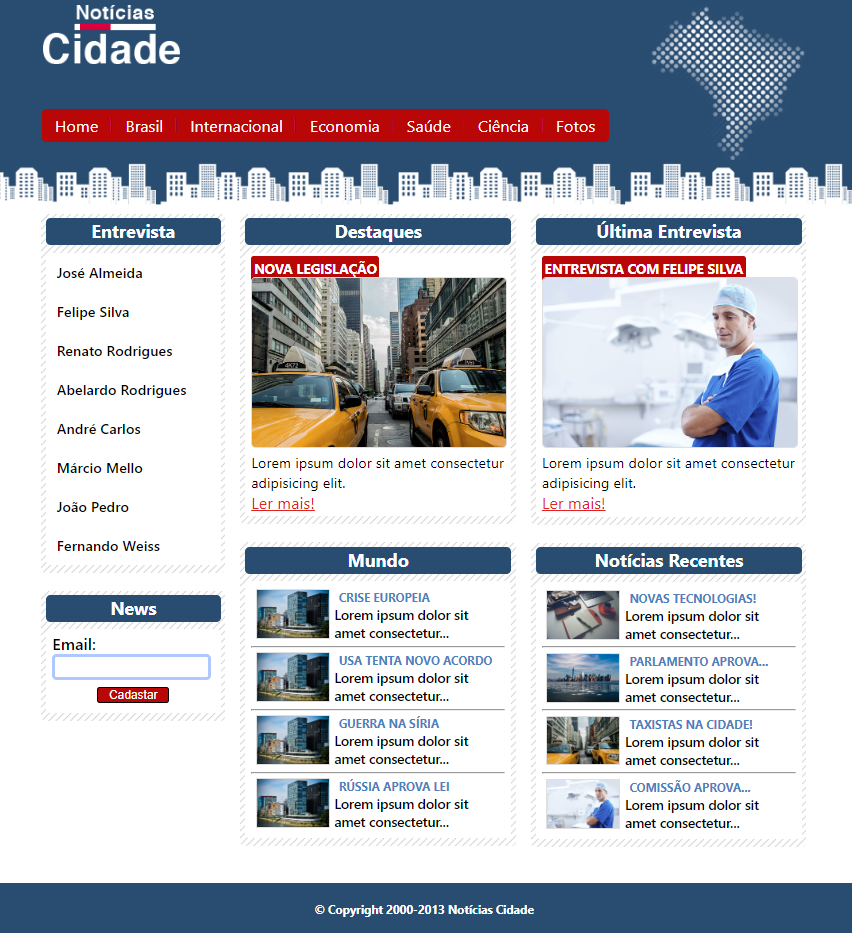 Notícias
Cidade
Home Brasil Internacional Economia Saúde Ciência Fotos
Entrevista
José Almeida
Felipe Silva
Renato Rodrigues
Abelardo Rodrigues
André Carlos
Márcio Mello
João Pedro
Fernando Weiss
News
Email:
Cadastar
Destaques
NOVA LEGISLAÇÃO
Lorem ipsum dolor sit amet consectetur
adipisicing elit.
Ler mais!
Última Entrevista
ENTREVISTA COM FELIPE SILVA
Lorem ipsum dolor sit amet consectetur
adipisicing elit.
Ler mais!
Mundo
CRISE EUROPEIA
Lorem ipsum dolor sit
amet consectetur...
USA TENTA NOVO ACORDO
Lorem ipsum dolor sit
amet consectetur...
GUERRA NA SÍRIA
Lorem ipsum dolor sit
amet consectetur...
RÚSSIA APROVA LEI
Lorem ipsum dolor sit
amet consectetur...
Notícias Recentes
NOVAS TECNOLOGIAS!
Lorem ipsum dolor sit
amet consectetur...
PARLAMENTO APROVA...
Lorem ipsum dolor sit
amet consectetur...
TAXISTAS NA CIDADE!
Lorem ipsum dolor sit
amet consectetur...
COMISSÃO APROVA...
Lorem ipsum dolor sit
amet consectetur...
© Copyright 2000-2013 Notícias Cidade